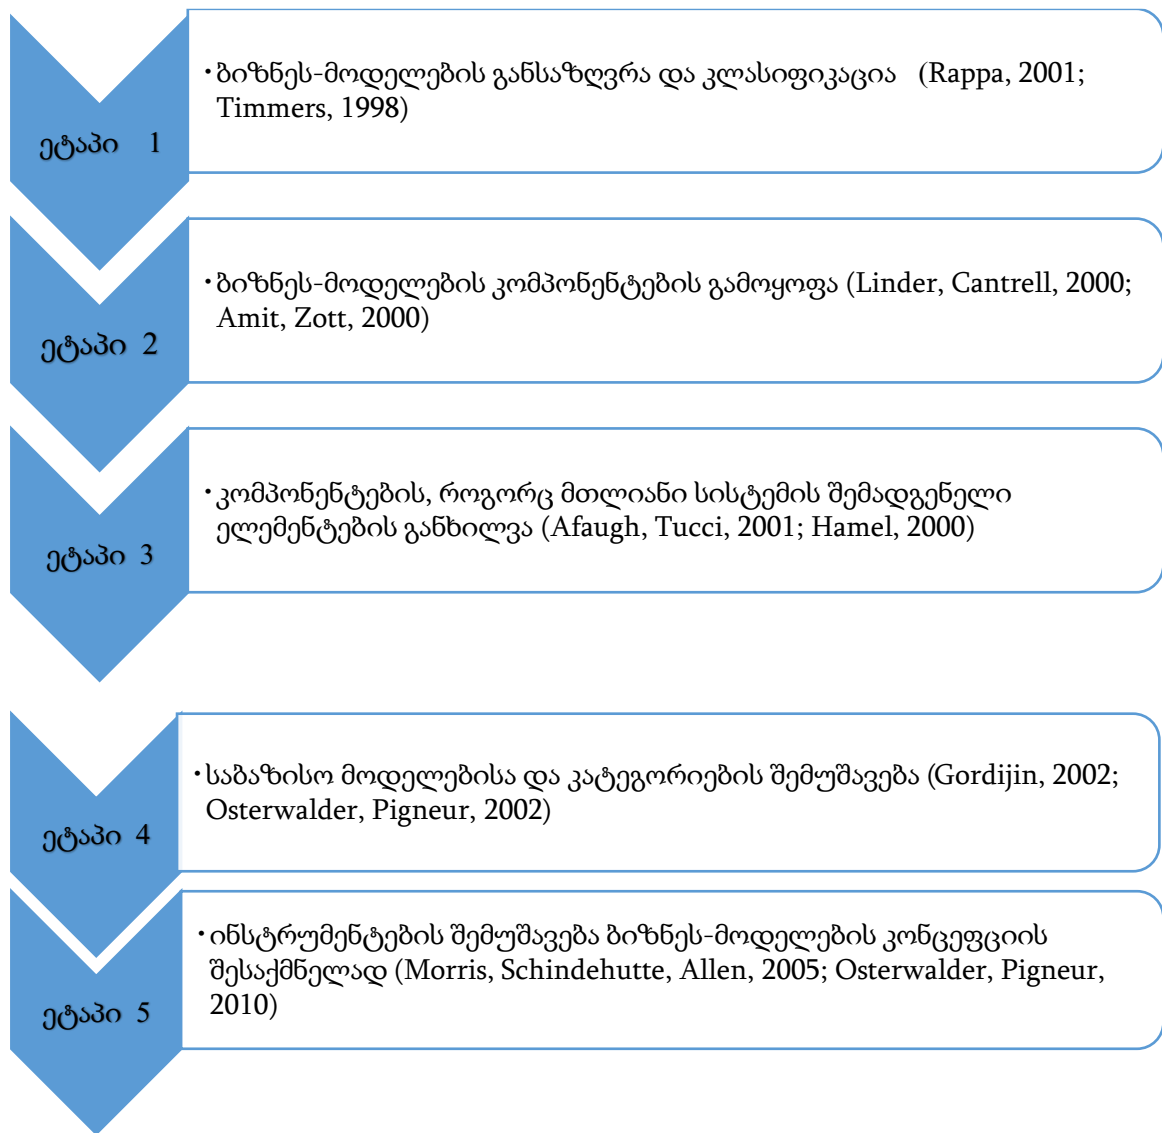 ეტაპი 1
• ბიზნეს-მოდელების განსაზღვრა და კლასიფიკაცია (Rappa, 2001;
Timmers, 1998)
ეტაპი 2
• ბიზნეს-მოდელების კომპონენტების გამოყოფა (Linder, Cantrell, 2000;
Amit, Zott, 2000)
ეტაპი 3
• კომპონენტების, როგორც მთლიანი სისტემის შემადგენელი
ელემენტების განხილვა (Afaugh, Tucci, 2001; Hamel, 2000)
ეტაპი 4
• საბაზისო მოდელებისა და კატეგორიების შემუშავება (Gordijin, 2002;
Osterwalder, Pigneur, 2002)
ეტაპი 5
• ინსტრუმენტების შემუშავება ბიზნეს-მოდელების კონცეფციის
შესაქმნელად (Morris, Schindehutte, Allen, 2005; Osterwalder, Pigneur,
2010)